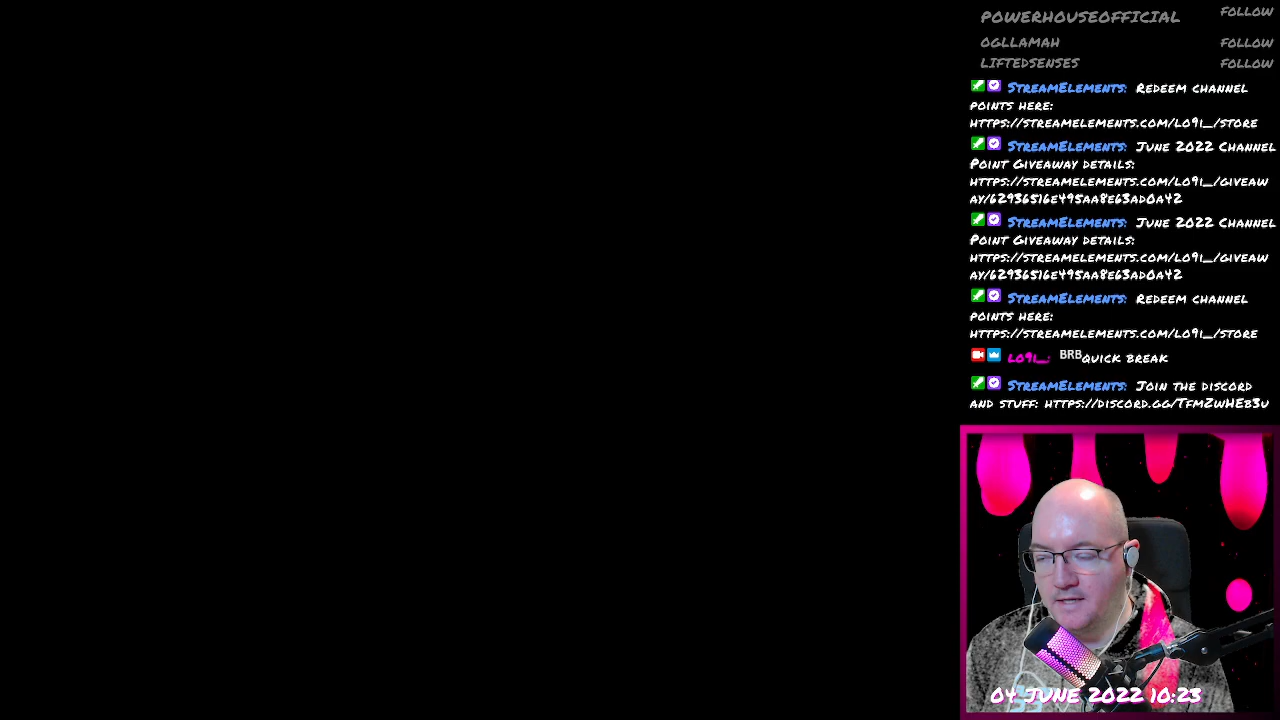 POWERHOUSEOFFICIAL FOLLOW
OGLLAMAH FOLLOW
LIFTEDSENSES FOLLOW
StreamElements: Redeem channel
points here:
https://streamelements.com/lo9i_/store
StreamElements: June 2022 Channel
Point Giveaway details:
https://streamelements.com/lo9i_/giveaw
ay/62936516e495aa8e63ad0a42
StreamElements: June 2022 Channel
Point Giveaway details:
https://streamelements.com/lo9i_/giveaw
ay/62936516e495aa8e63ad0a42
StreamElements: Redeem channel
points here:
https://streamelements.com/lo9i_/store
lo9i_: BRB quick break
StreamElements: Join the discord
and stuff: https://discord.gg/TfmZwHEb3u
04 JUNE 2022 10:23